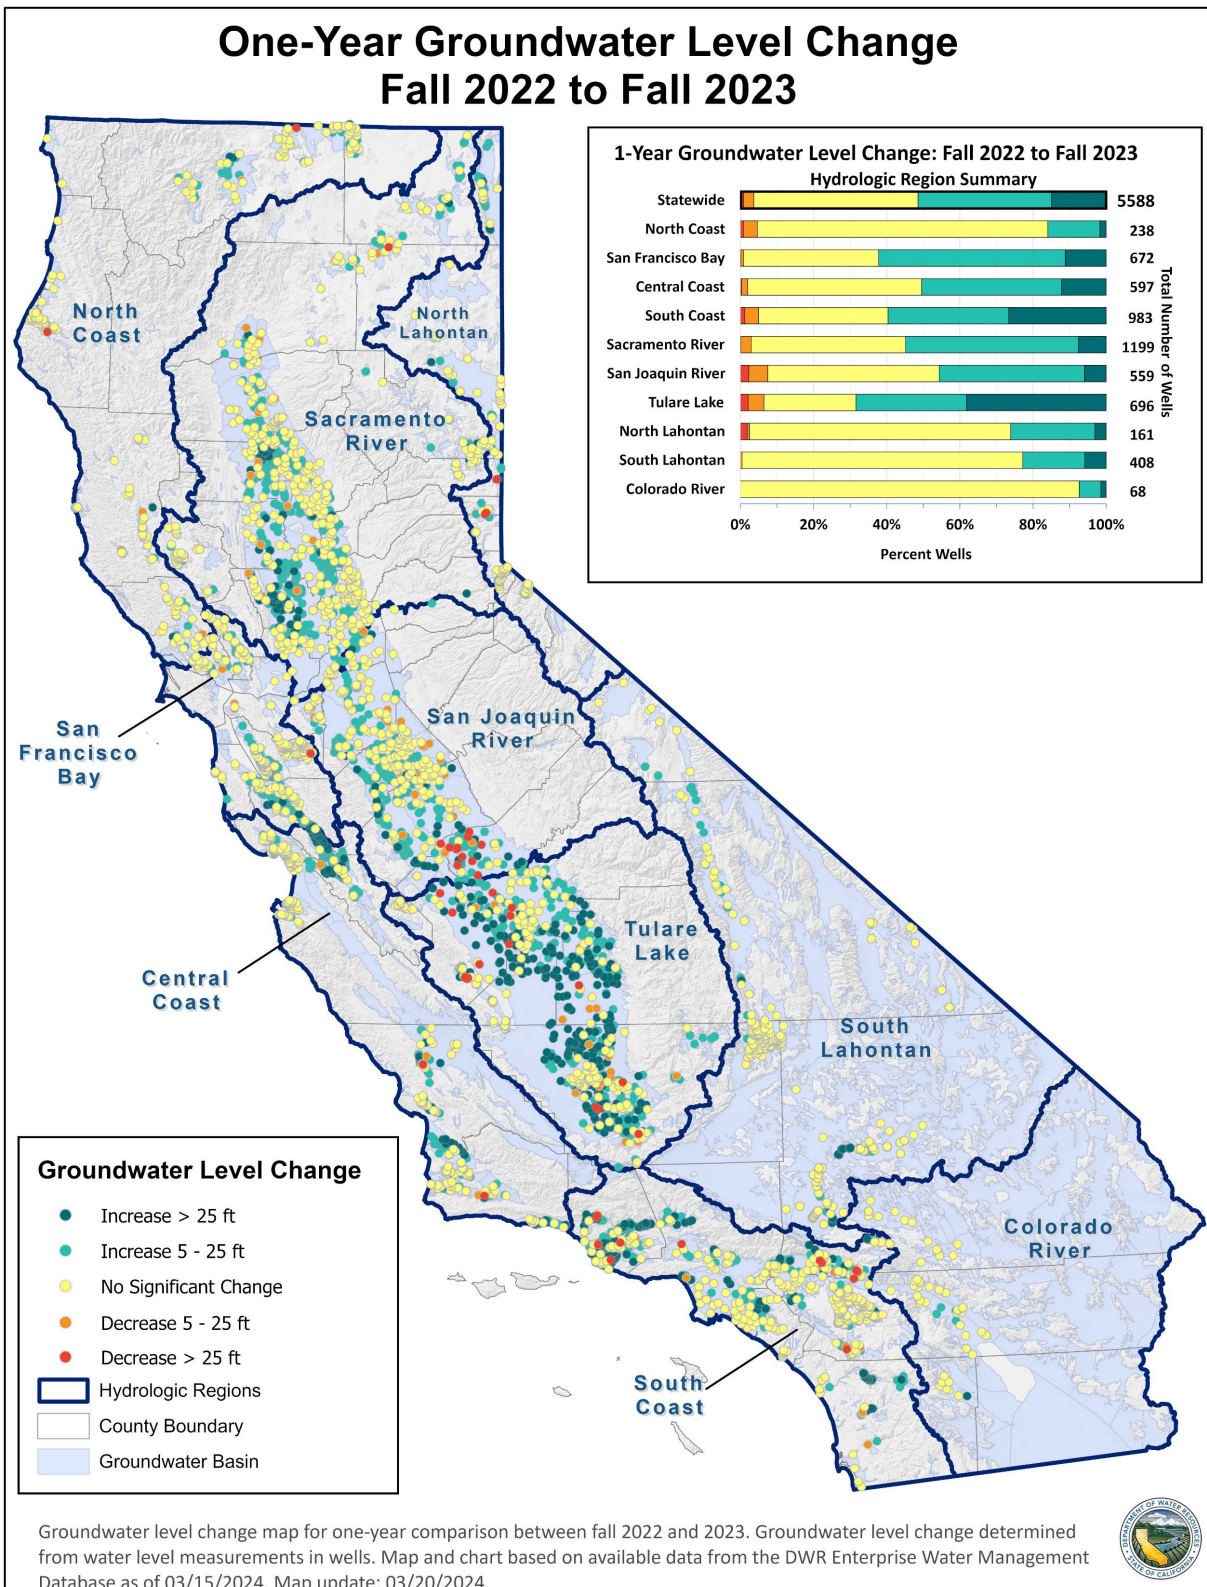 One-Year Groundwater Level Change
Fall 2022 to Fall 2023
1-Year Groundwater Level Change: Fall 2022 to Fall 2023
Hydrologic Region Summary
Statewide 5588
North Coast 238
San Francisco Bay 672
Central Coast 597
South Coast 983
Sacramento River 1199
San Joaquin River 559
Tulare Lake 696
North Lahontan 161
South Lahontan 408
Colorado River 68
0% 20% 40% 60% 80% 100%
Percent Wells
Total Number of Wells
North
Coast
North
Lahontan
Sacramento
River
San Joaquin
River
San
Francisco
Bay
Tulare
Lake
Central
Coast
South
Lahontan
Colorado
River
South
Coast
Groundwater Level Change
Increase > 25 ft
Increase 5 - 25 ft
No Significant Change
Decrease 5 - 25 ft
Decrease > 25 ft
Hydrologic Regions
County Boundary
Groundwater Basin
Groundwater level change map for one-year comparison between fall 2022 and 2023. Groundwater level change determined
from water level measurements in wells. Map and chart based on available data from the DWR Enterprise Water Management
Database as of 03/15/2024. Map update: 03/20/2024.
DEPARTMENT OF WATER RESOURCES
STATE OF CALIFORNIA